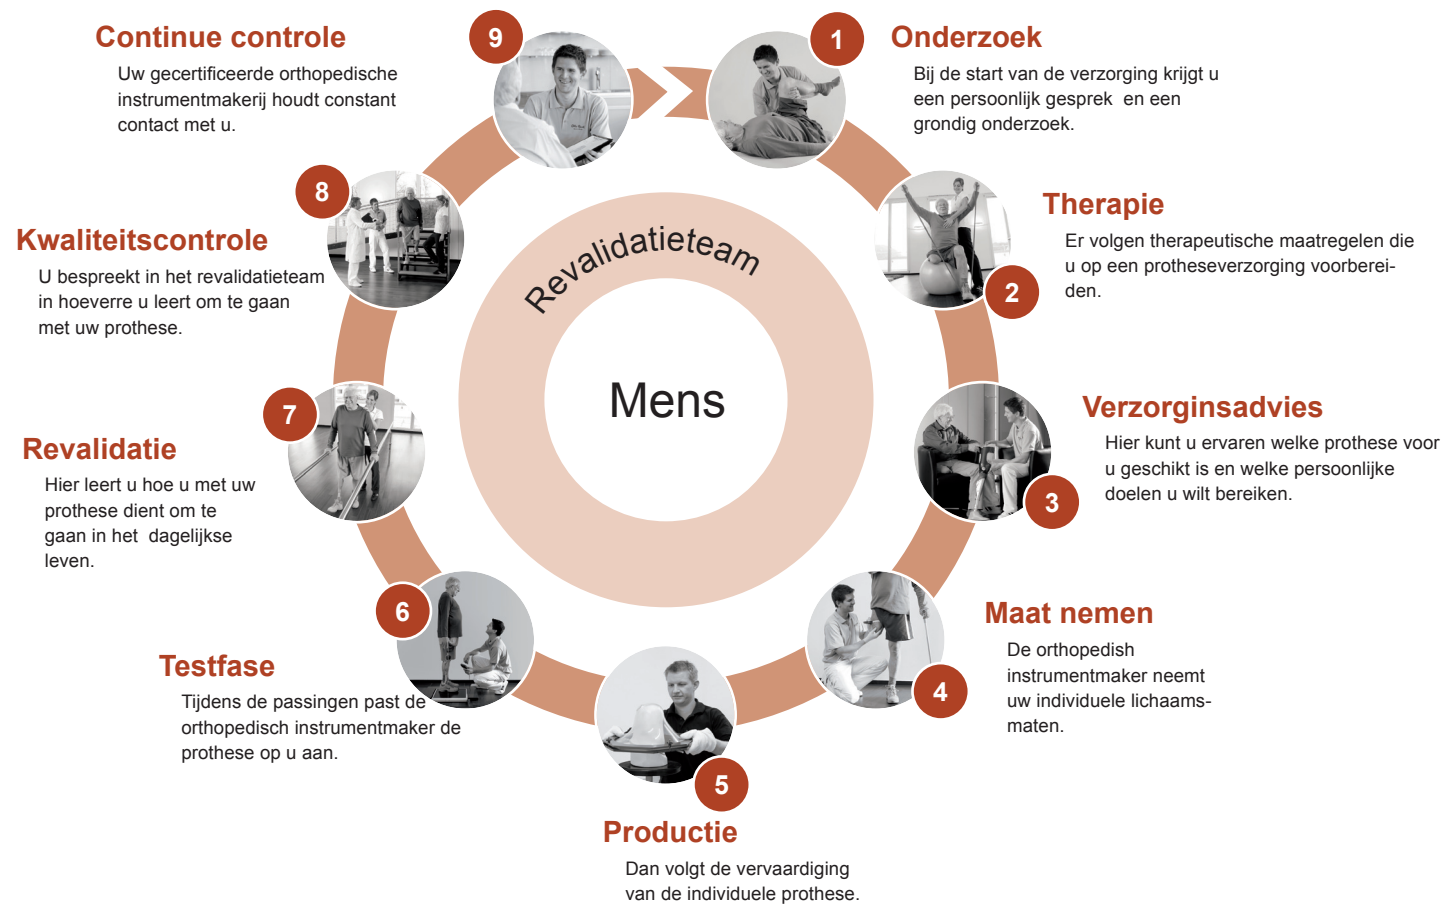 1
Onderzoek
Bij de start van de verzorging krijgt u
een persoonlijk gesprek en een
grondig onderzoek.
2
Therapie
Er volgen therapeutische maatregelen die
u op een protheseverzorging voorberei-
den.
3
Verzorginsadvies
Hier kunt u ervaren welke prothese voor
u geschikt is en welke persoonlijke
doelen u wilt bereiken.
4
Maat nemen
De orthopedish
instrumentmaker neemt
uw individuele lichaams-
maten.
5
Productie
Dan volgt de vervaardiging
van de individuele prothese.
6
Testfase
Tijdens de passingen past de
orthopedisch instrumentmaker de
prothese op u aan.
7
Revalidatie
Hier leert u hoe u met uw
prothese dient om te
gaan in het dagelijkse
leven.
8
Kwaliteitscontrole
U bespreekt in het revalidatieteam
in hoeverre u leert om te gaan
met uw prothese.
9
Continue controle
Uw gecertificeerde orthopedische
instrumentmakerij houdt constant
contact met u.
Revalidatieteam
Mens